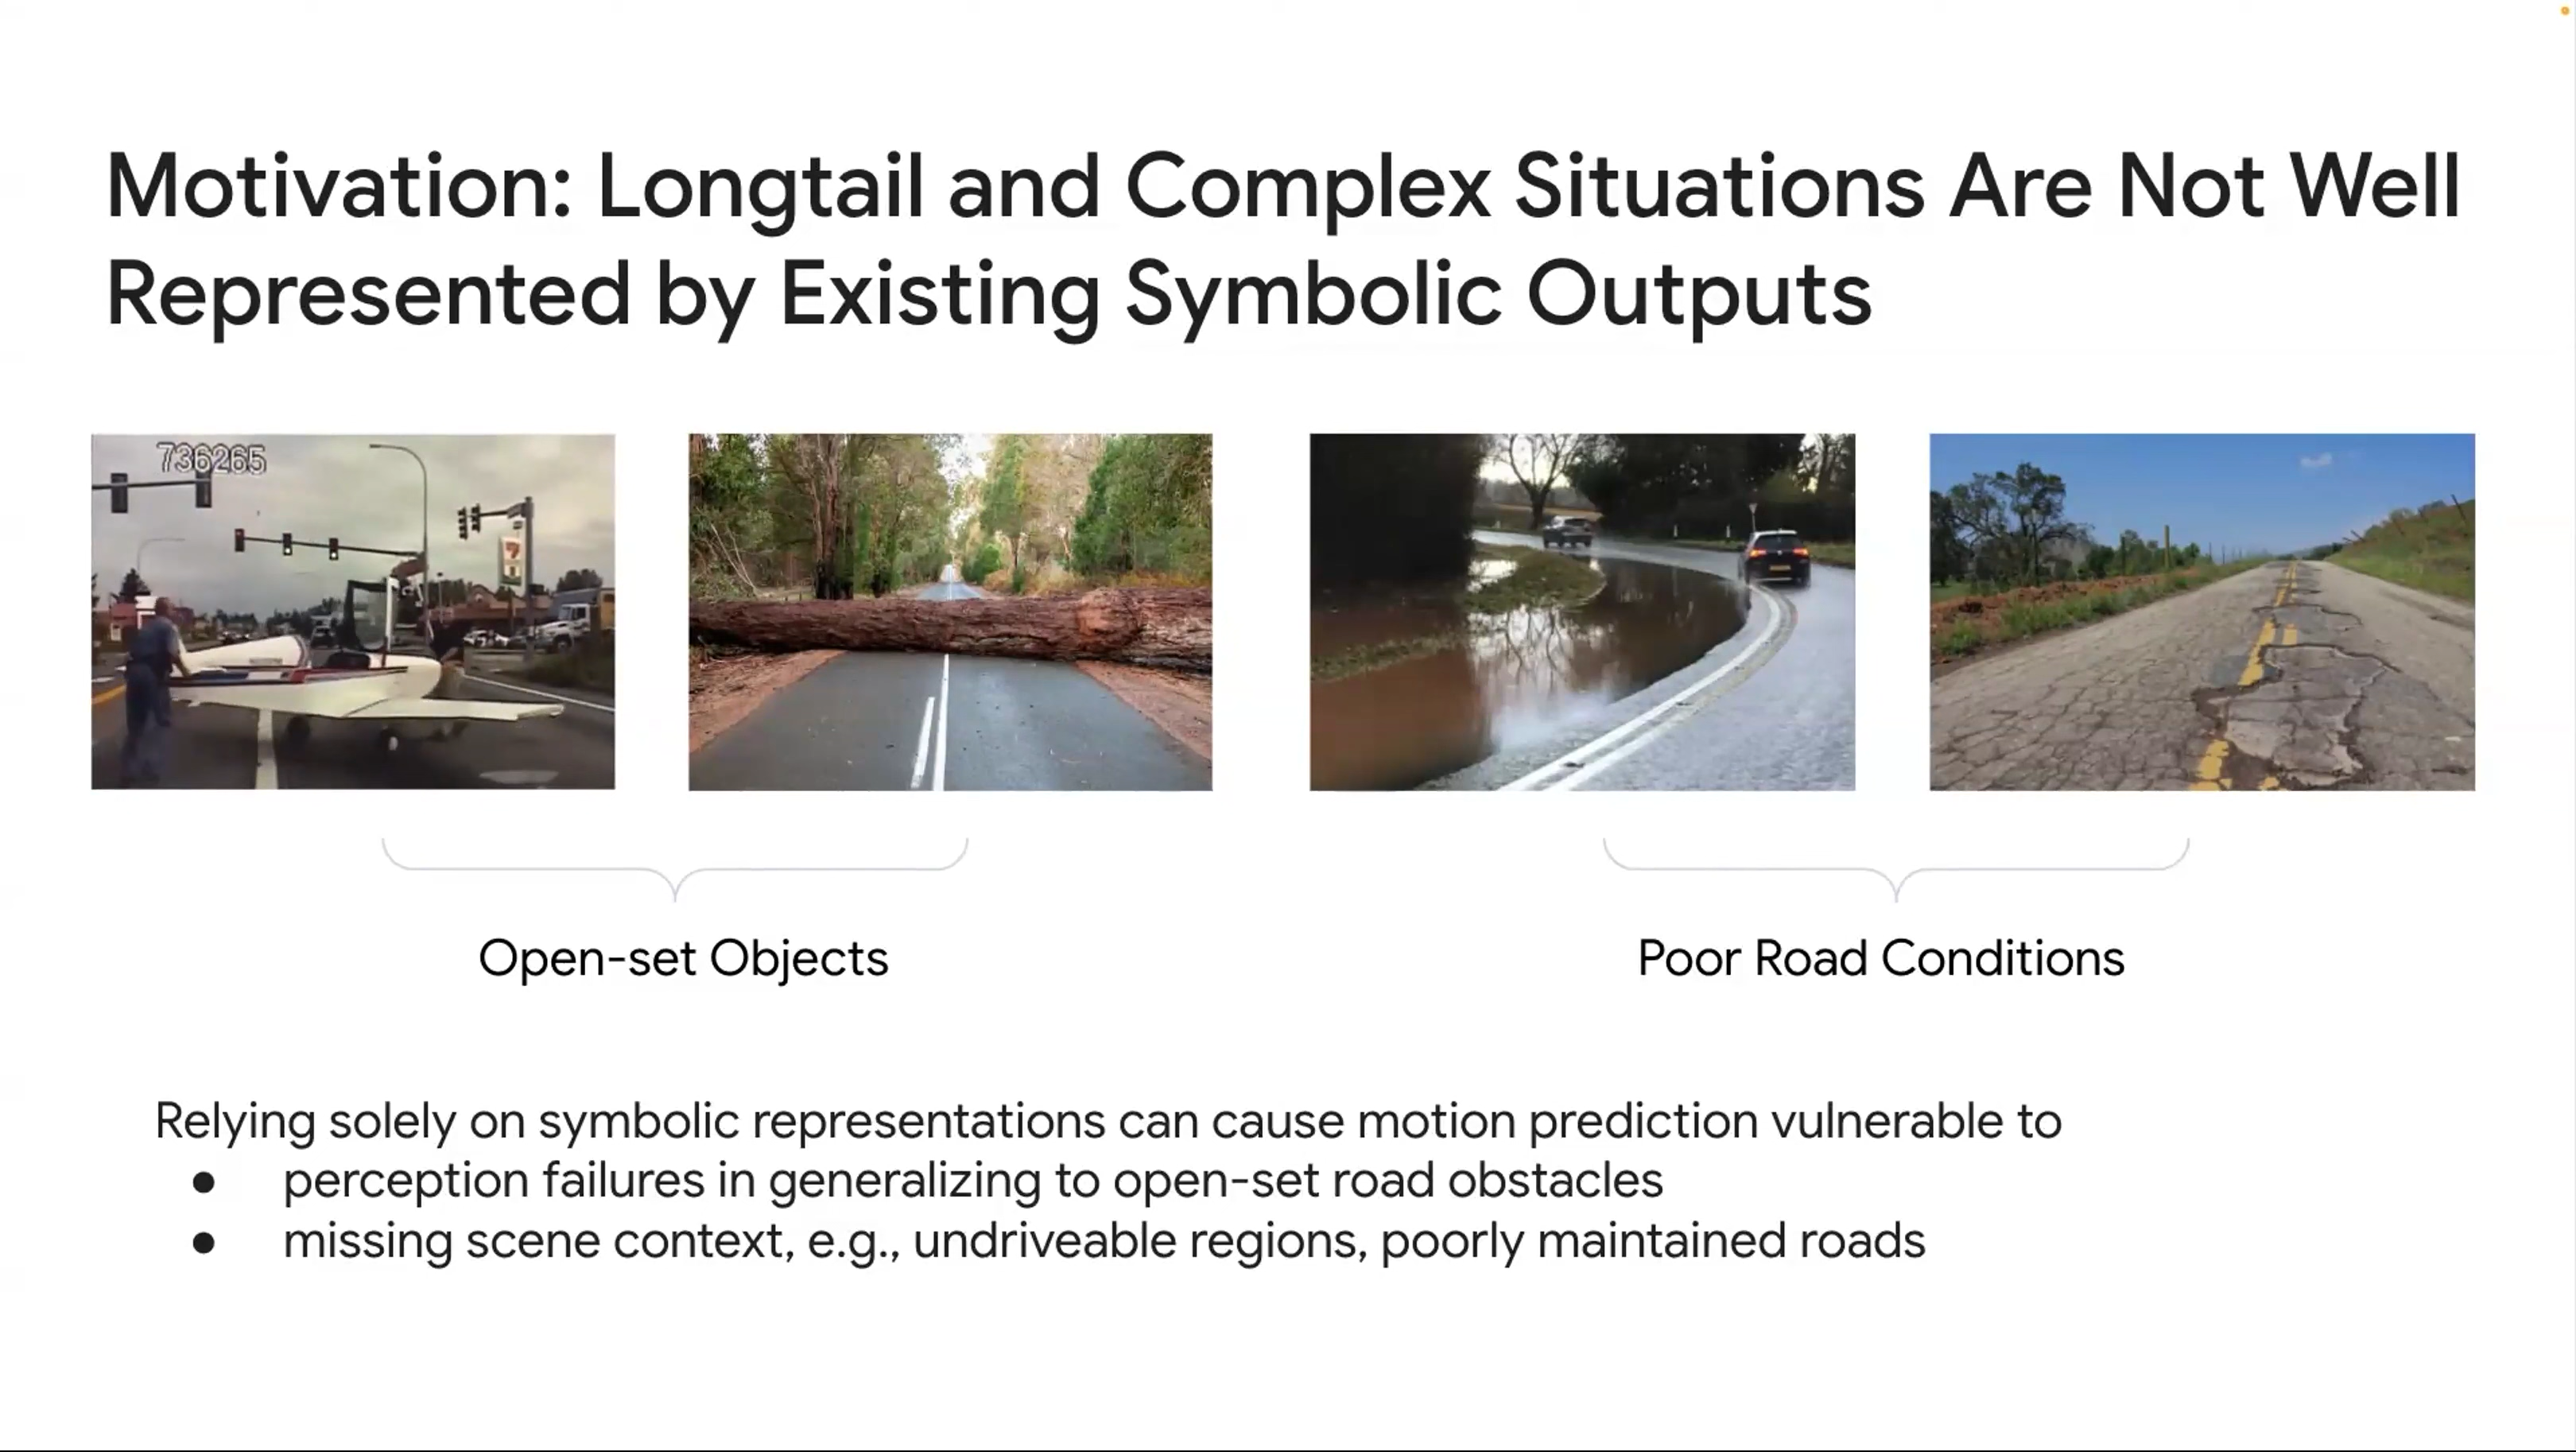 Motivation: Longtail and Complex Situations Are Not Well
Represented by Existing Symbolic Outputs
736265
Open-set Objects
Poor Road Conditions
Relying solely on symbolic representations can cause motion prediction vulnerable to
● perception failures in generalizing to open-set road obstacles
● missing scene context, e.g., undriveable regions, poorly maintained roads